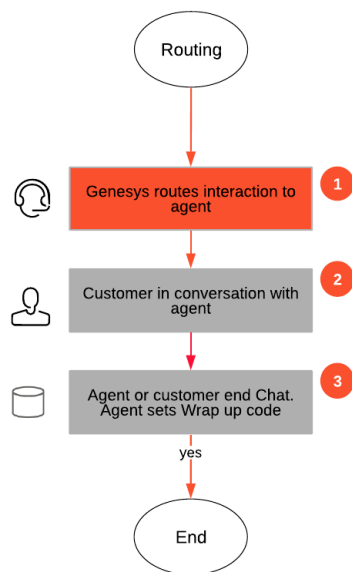 Routing
1
Genesys routes interaction to
agent
2
Customer in conversation with
agent
3
Agent or customer end Chat.
Agent sets Wrap up code
yes
End